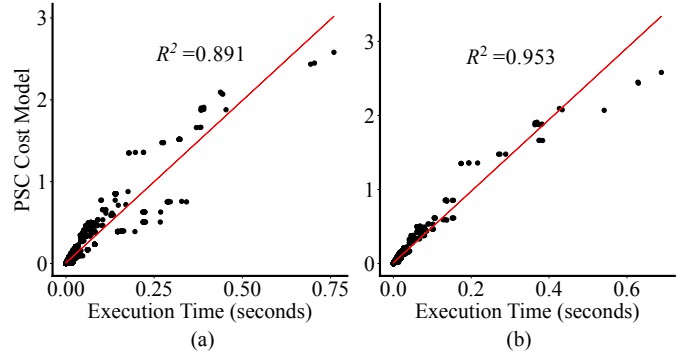 PSC Cost Model
3
2
1
0
R² =0.891
0.00 0.25 0.50 0.75
Execution Time (seconds)
(a)
3
2
1
0
R² =0.953
0.0 0.2 0.4 0.6
Execution Time (seconds)
(b)